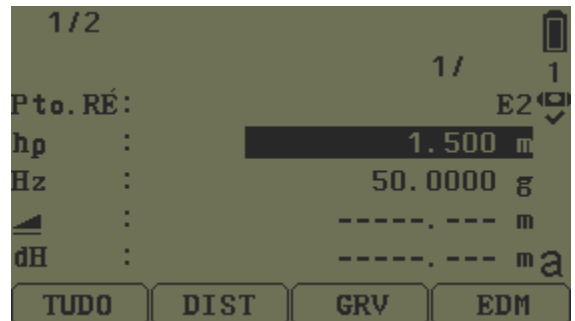 1/2
1/ 1
Pto.RÉ: E2
hp : 1.500 m
Hz : 50.0000 g
: -----.--- m
dH : -----.--- m a
TUDO DIST GRV EDM